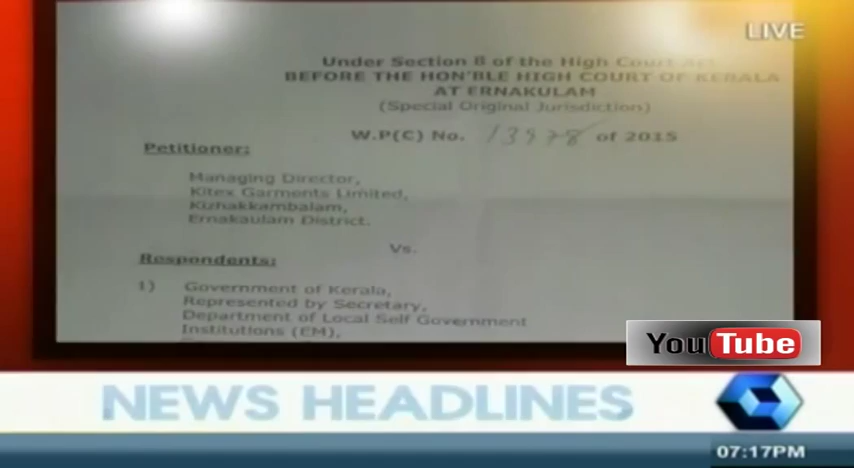 LIVE
Under Section 8 of the High Court Act
BEFORE THE HON'BLE HIGH COURT OF KERALA
AT ERNAKULAM
(Special Original Jurisdiction)
W.P(C) No. 13978 of 2015
Petitioner:
Managing Director,
Kitex Garments Limited,
Kizhakkambalam,
Ernakaulam District.
Vs.
Respondents:
1) Government of Kerala,
Represented by Secretary,
Department of Local Self Government
Institutions (EM),
YouTube
NEWS HEADLINES
07:17PM